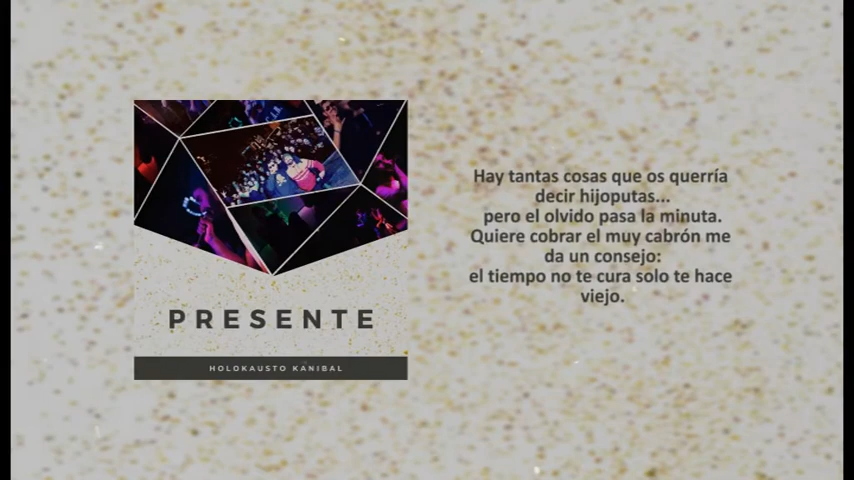 PRESENTE
HOLOKAUSTO KANIBAL
Hay tantas cosas que os querría
decir hijoputas...
pero el olvido pasa la minuta.
Quiere cobrar el muy cabrón me
da un consejo:
el tiempo no te cura solo te hace
viejo.